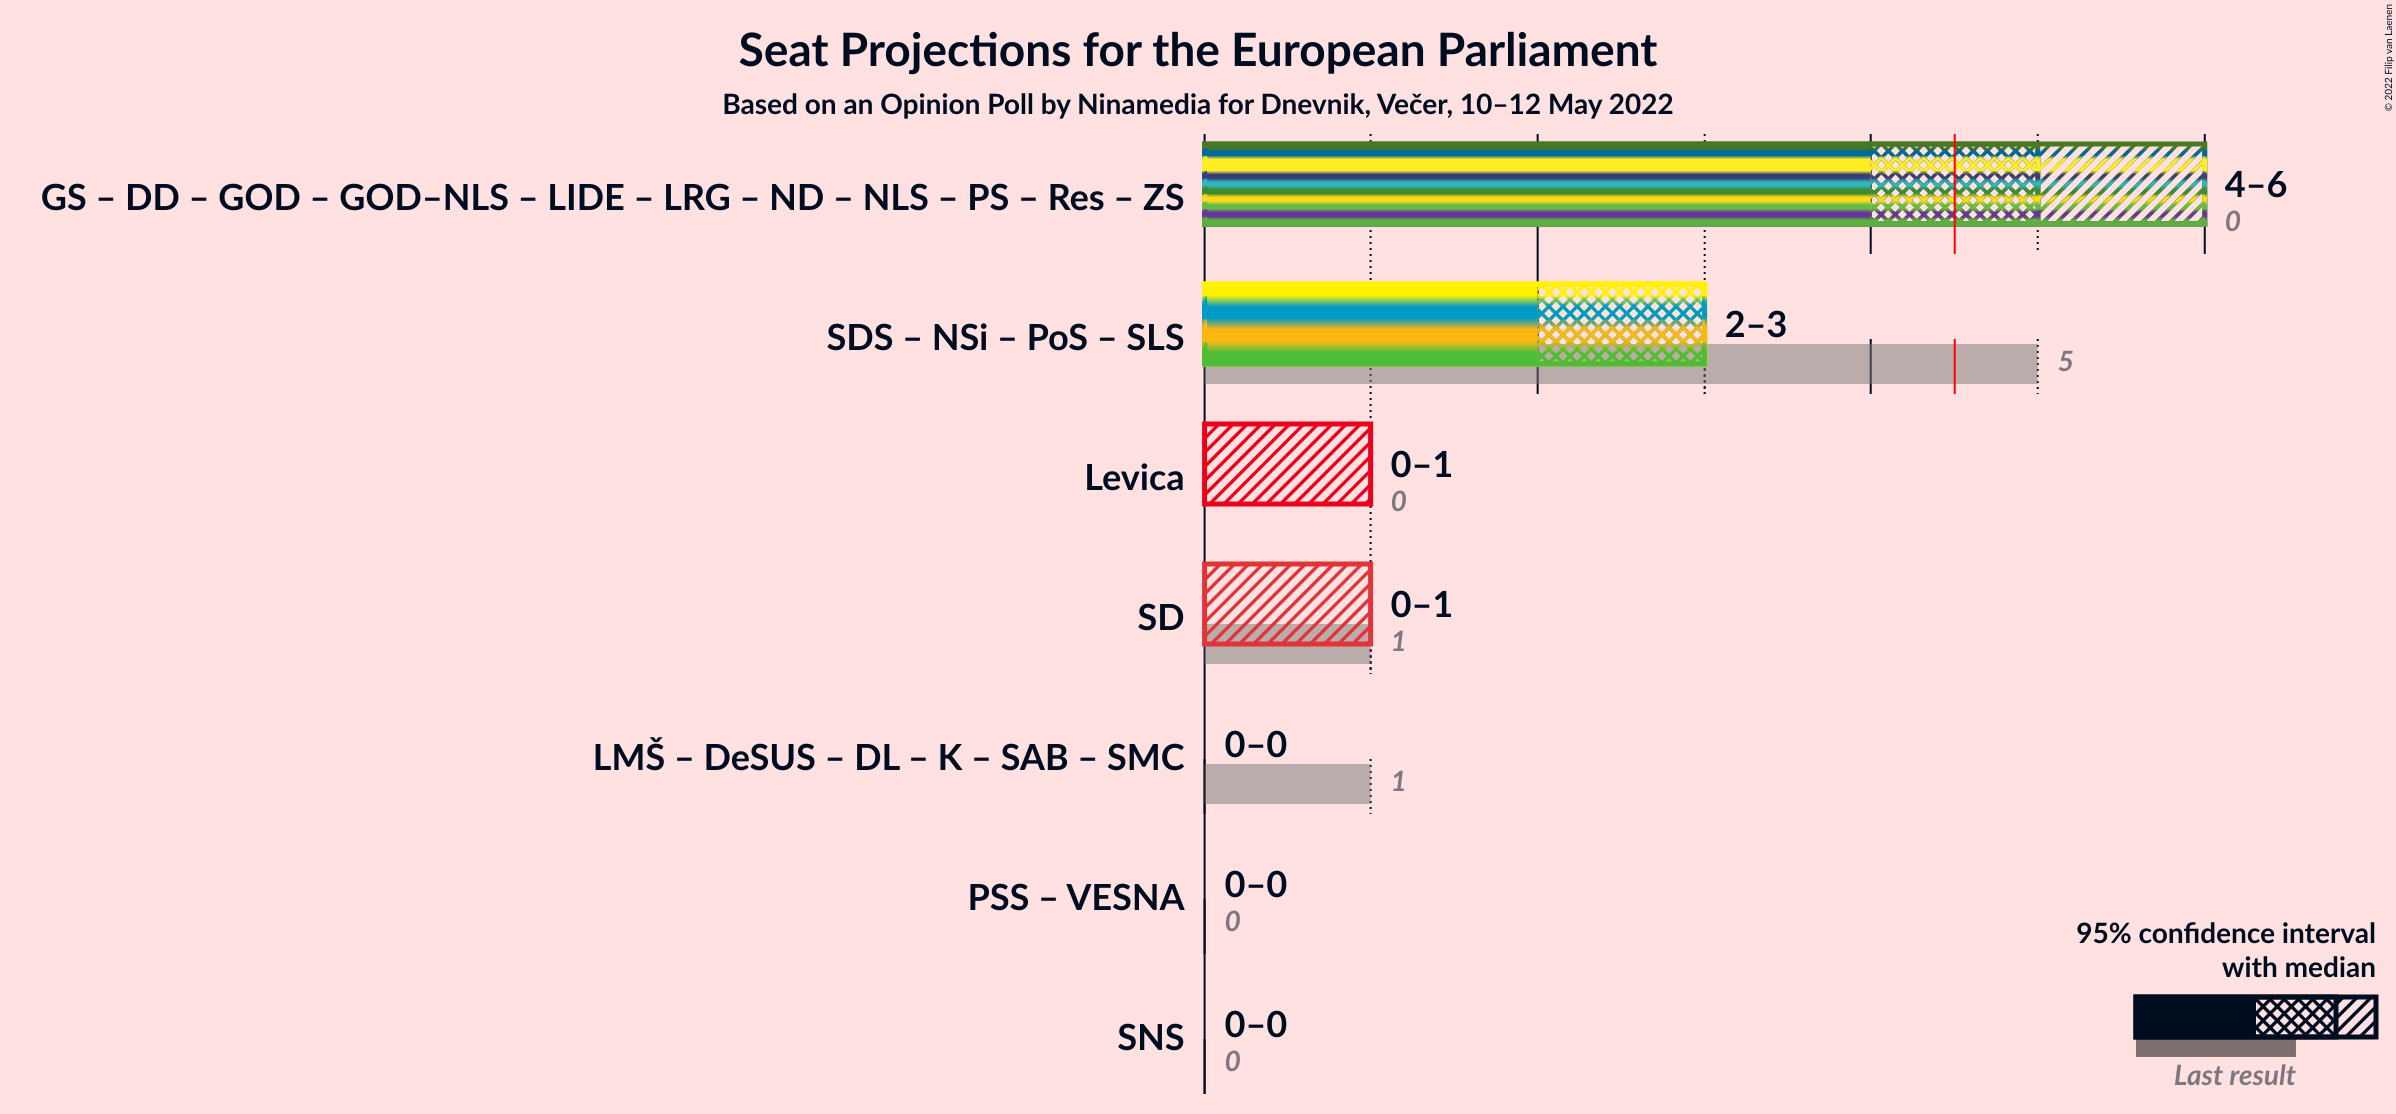 Seat Projections for the European Parliament
Based on an Opinion Poll by Ninamedia for Dnevnik, Večer, 10–12 May 2022
© 2022 Filip van Laenen
GS – DD – GOD – GOD–NLS – LIDE – LRG – ND – NLS – PS – Res – ZS
4–6
0
SDS – NSi – PoS – SLS
2–3
5
Levica
0–1
0
SD
0–1
1
LMŠ – DeSUS – DL – K – SAB – SMC
0–0
1
PSS – VESNA
0–0
0
SNS
0–0
0
95% confidence interval
with median
Last result